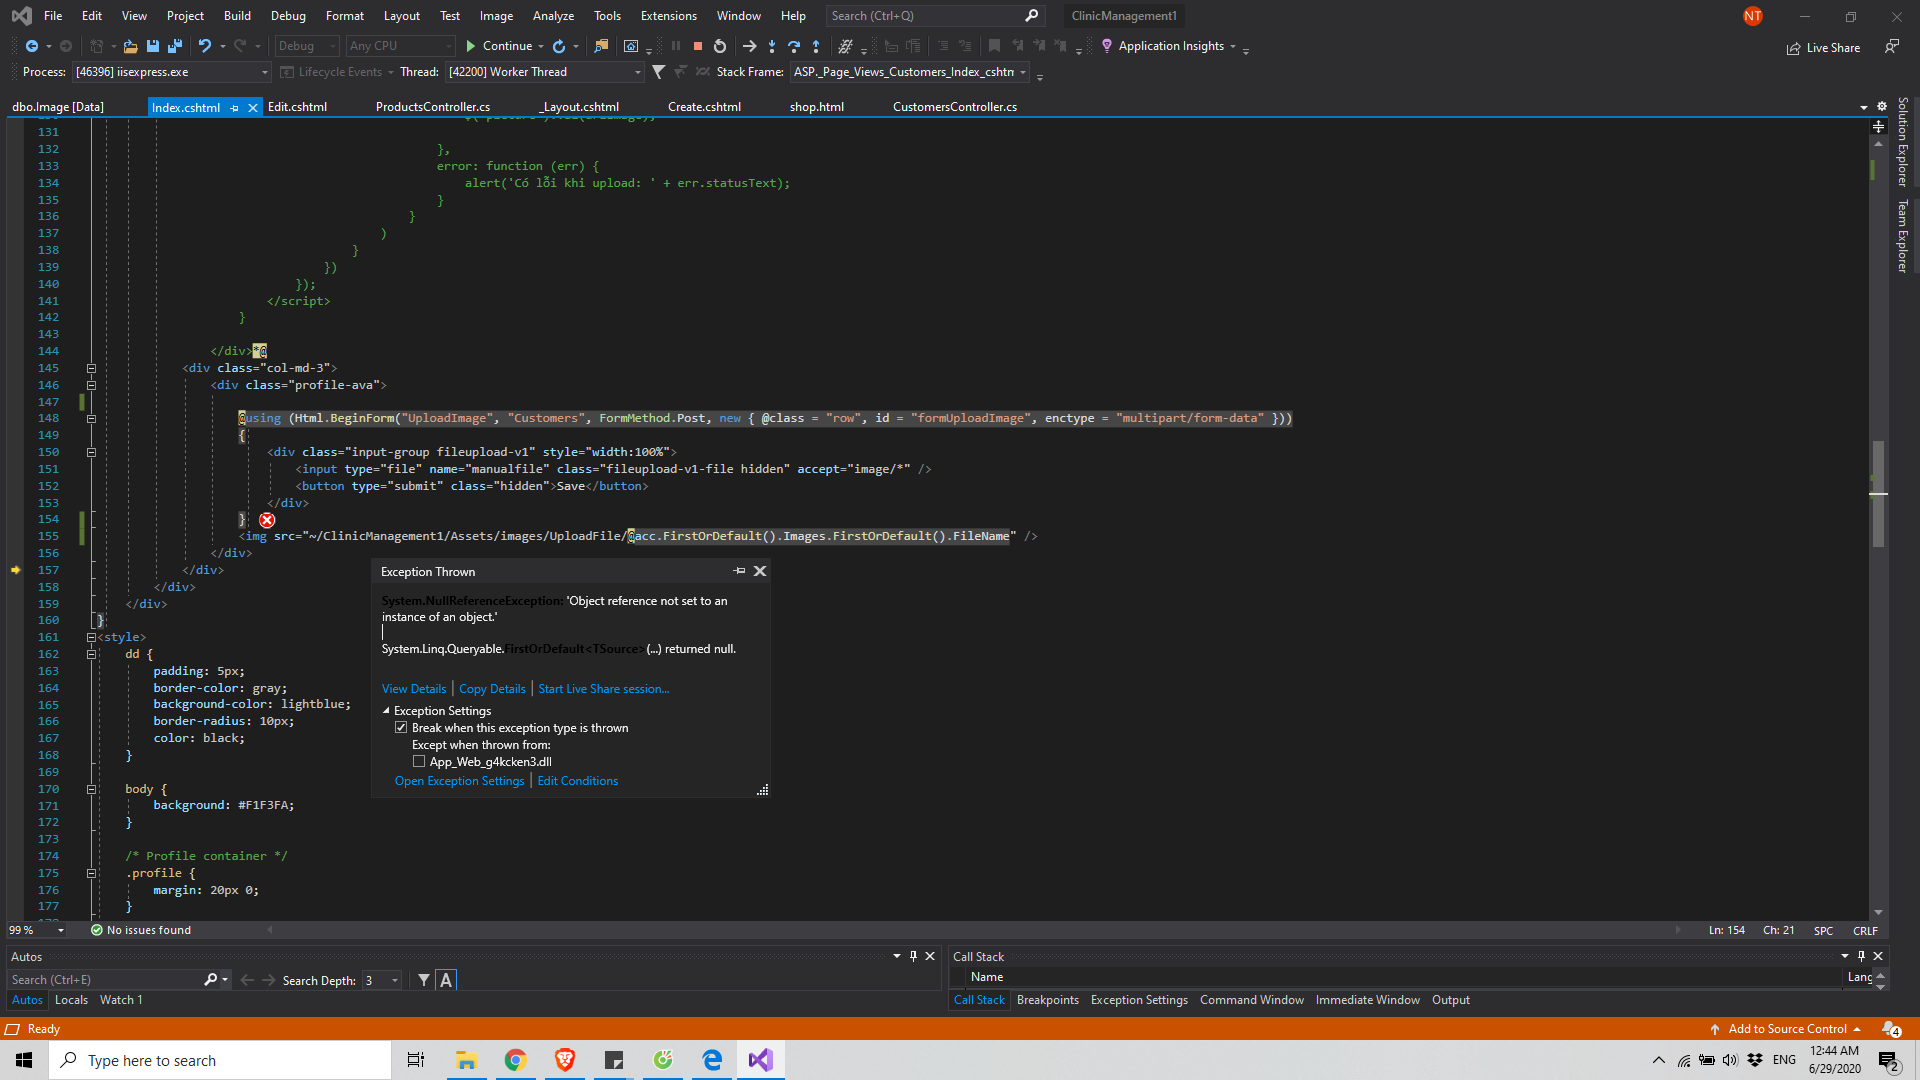 File Edit View Project Build Debug Format Layout Test Image Analyze Tools Extensions Window Help Search (Ctrl+Q) ClinicManagement1 NT
Debug Any CPU Continue Application Insights Live Share
Process: [46396] iisexpress.exe Lifecycle Events Thread: [42200] Worker Thread Stack Frame: ASP._Page_Views_Customers_Index_cshtm
dbo.Image [Data] Index.cshtml Edit.cshtml ProductsController.cs _Layout.cshtml Create.cshtml shop.html CustomersController.cs
Solution Explorer
Team Explorer
131
132 },
133 error: function (err) {
134 alert('Có lỗi khi upload: ' + err.statusText);
135 }
136 }
137 )
138 }
139 })
140 });
141 </script>
142 }
143
144 </div>*@
145 <div class="col-md-3">
146 <div class="profile-ava">
147
148 @using (Html.BeginForm("UploadImage", "Customers", FormMethod.Post, new { @class = "row", id = "formUploadImage", enctype = "multipart/form-data" }))
149 {
150 <div class="input-group fileupload-v1" style="width:100%">
151 <input type="file" name="manualfile" class="fileupload-v1-file hidden" accept="image/*" />
152 <button type="submit" class="hidden">Save</button>
153 </div>
154 }
155 <img src="~/ClinicManagement1/Assets/images/UploadFile/@acc.FirstOrDefault().Images.FirstOrDefault().FileName" />
156 </div>
157 </div>
158 </div>
159 </div>
160 }
161 <style>
162 dd {
163 padding: 5px;
164 border-color: gray;
165 background-color: lightblue;
166 border-radius: 10px;
167 color: black;
168 }
169
170 body {
171 background: #F1F3FA;
172 }
173
174 /* Profile container */
175 .profile {
176 margin: 20px 0;
177 }
Exception Thrown
System.NullReferenceException: 'Object reference not set to an
instance of an object.'
System.Linq.Queryable.FirstOrDefault<TSource>(...) returned null.
View Details Copy Details Start Live Share session...
Exception Settings
Break when this exception type is thrown
Except when thrown from:
App_Web_g4kcken3.dll
Open Exception Settings Edit Conditions
99 % No issues found Ln: 154 Ch: 21 SPC CRLF
Autos
Search (Ctrl+E) Search Depth: 3 A
Autos Locals Watch 1
Call Stack
Name Lang
Call Stack Breakpoints Exception Settings Command Window Immediate Window Output
Ready Add to Source Control 4
Type here to search ENG 12:44 AM
6/29/2020 2